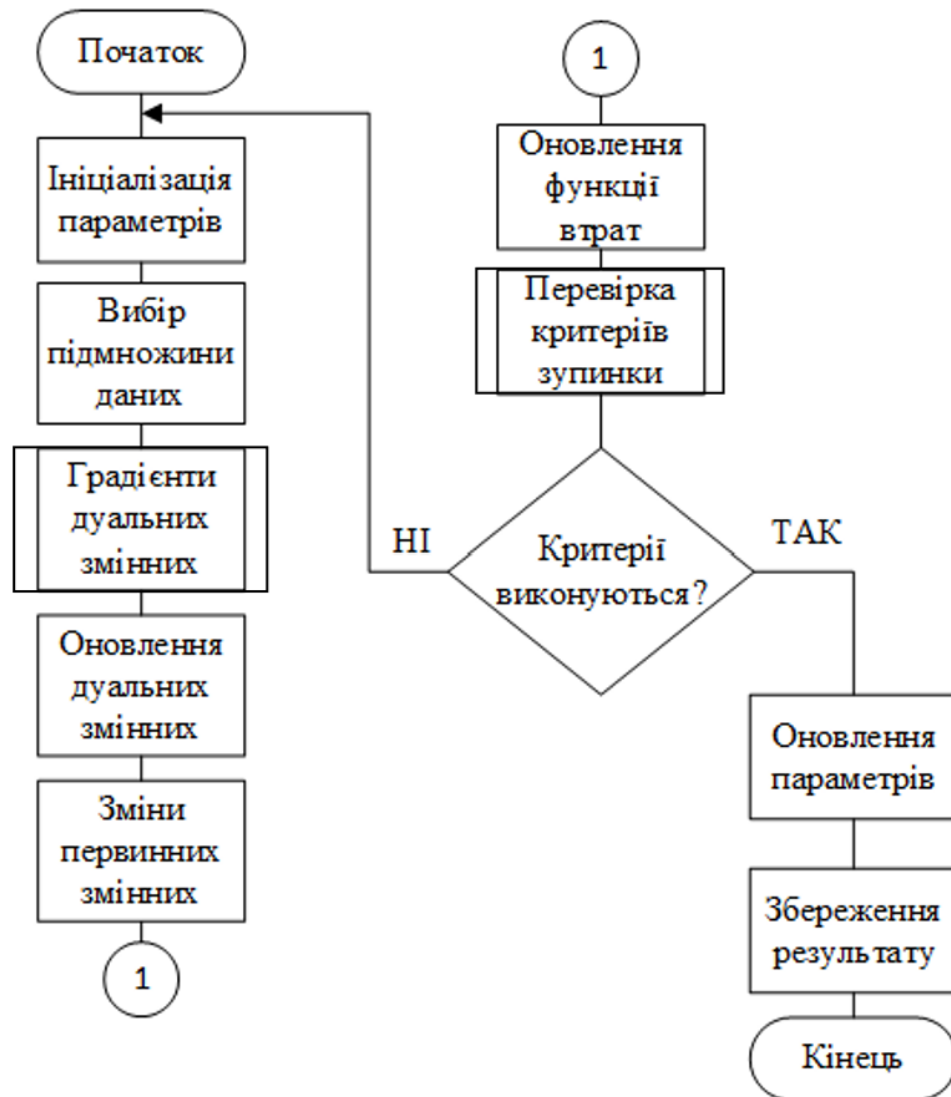 Початок
Ініціалізація
параметрів
Вибір
підмножини
даних
Градієнти
дуальних
змінних
Оновлення
дуальних
змінних
Зміни
первинних
змінних
1
1
Оновлення
функції
втрат
Перевірка
критеріїв
зупинки
Критерії
виконуються?
НІ
ТАК
Оновлення
параметрів
Збереження
результату
Кінець